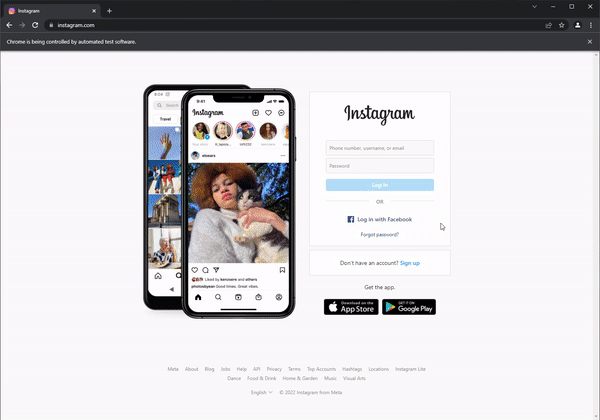 Instagram
instagram.com
Chrome is being controlled by automated test software.
Search
Travel
9:41
Instagram
Instagram
Phone number, username, or email
Password
Log in
OR
Log in with Facebook
Forgot password?
Don't have an account? Sign up
Get the app.
Download on the
App Store
GET IT ON
Google Play
Liked by kenzoere and others
photosbysan Good times. Great vibes.
Meta About Blog Jobs Help API Privacy Terms Top Accounts Hashtags Locations Instagram Lite
Dance Food & Drink Home & Garden Music Visual Arts
English © 2022 Instagram from Meta